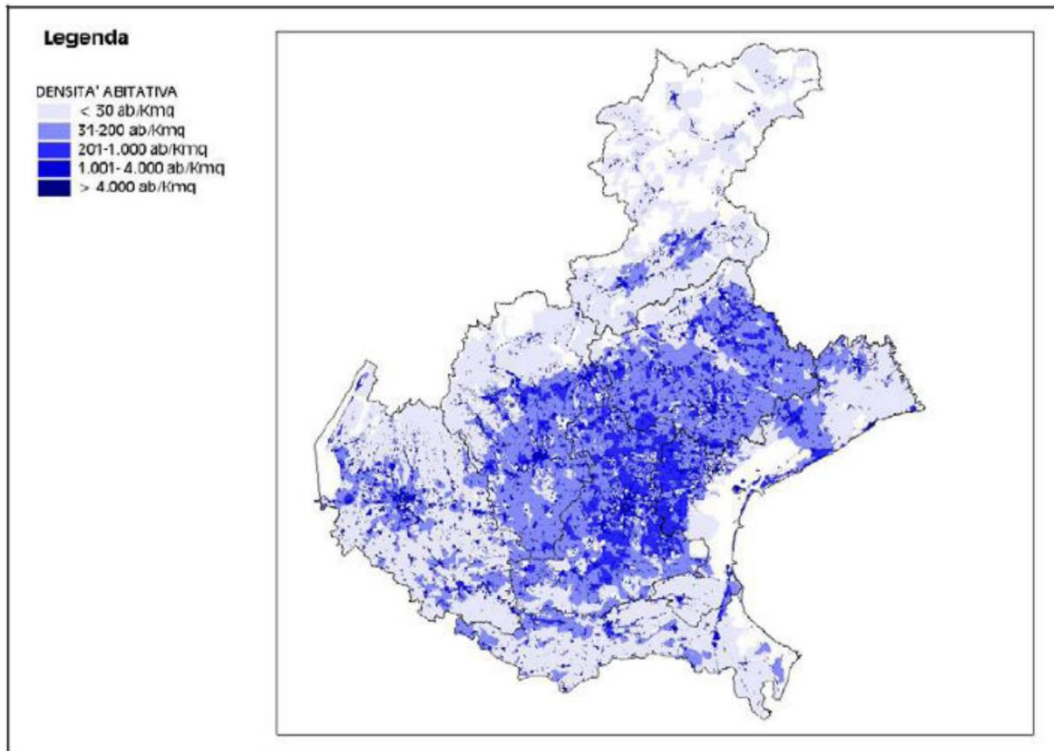 Legenda
DENSITA' ABITATIVA
< 30 ab/Kmq
31-200 ab/Kmq
201-1.000 ab/Kmq
1.001- 4.000 ab/Kmq
> 4.000 ab/Kmq